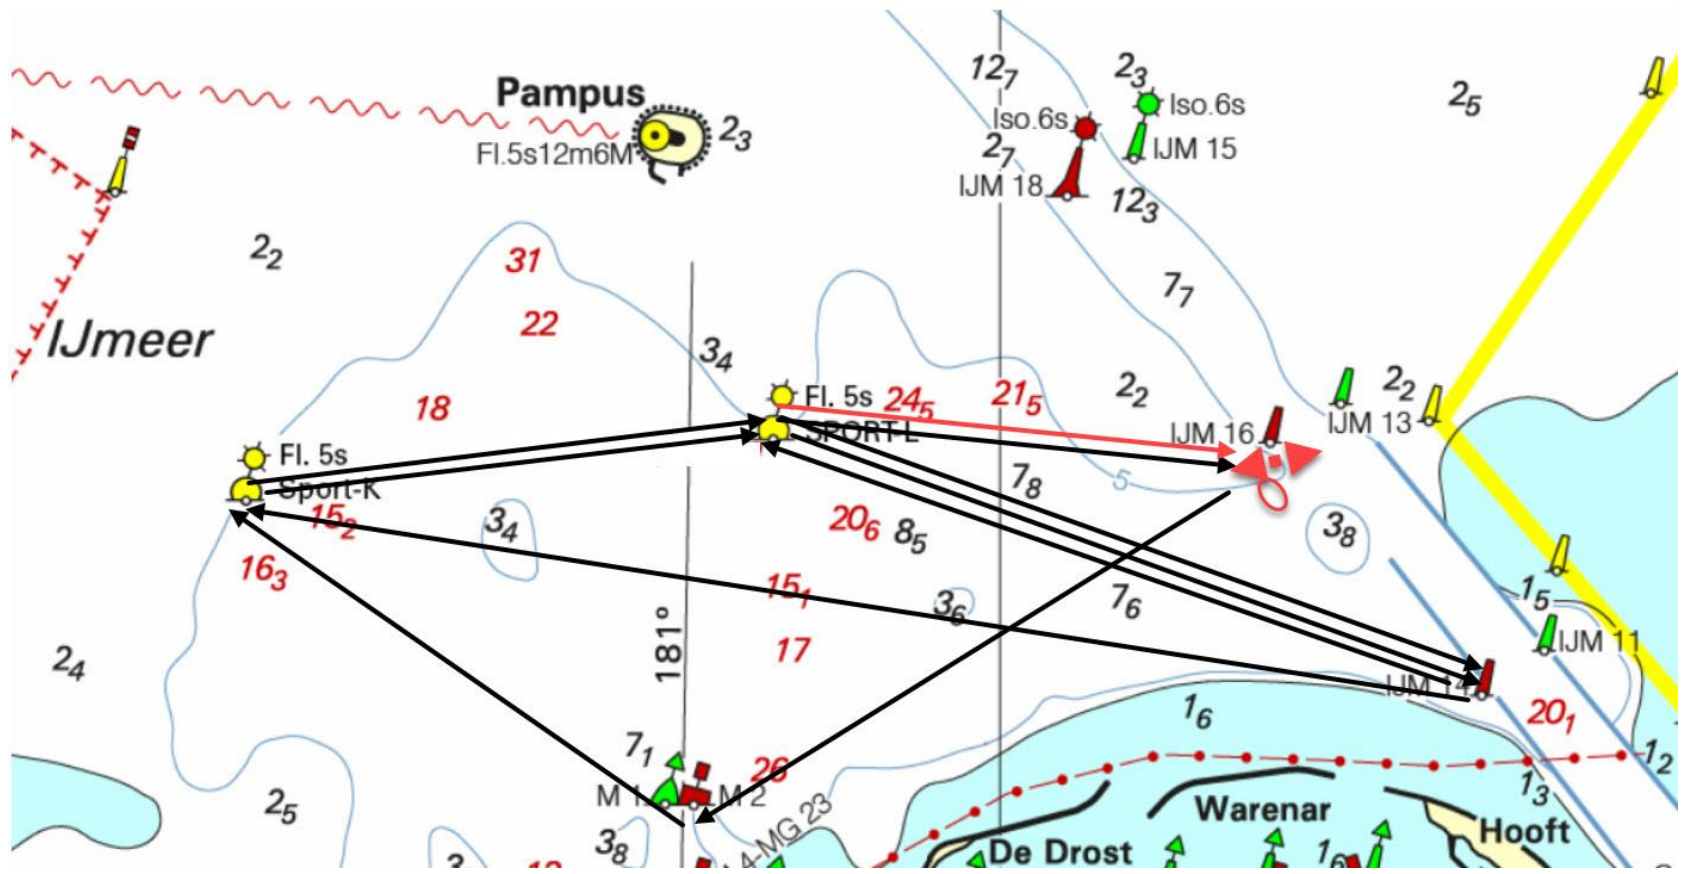 12₇
2₃
2₅
Pampus
Iso.6s
Iso.6s
2₃
Fl.5s12m6M
2₇
IJM 15
IJM 18
12₃
2₂
31
7₇
22
IJmeer
3₄
18
Fl. 5s
24₅
21₅
2₂
2₂
SPORT-L
IJM 16
IJM 13
Fl. 5s
Sport-K
7₈
5
15₂
3₄
20₆
8₅
3₈
16₃
15₁
3₆
7₆
1₅
181°
17
IJM 11
2₄
IJM 14
1₆
20₁
7₁
26
1₂
M 1
M 2
1₃
2₅
MG 23
Warenar
Hooft
3₈
De Drost
1₆
3